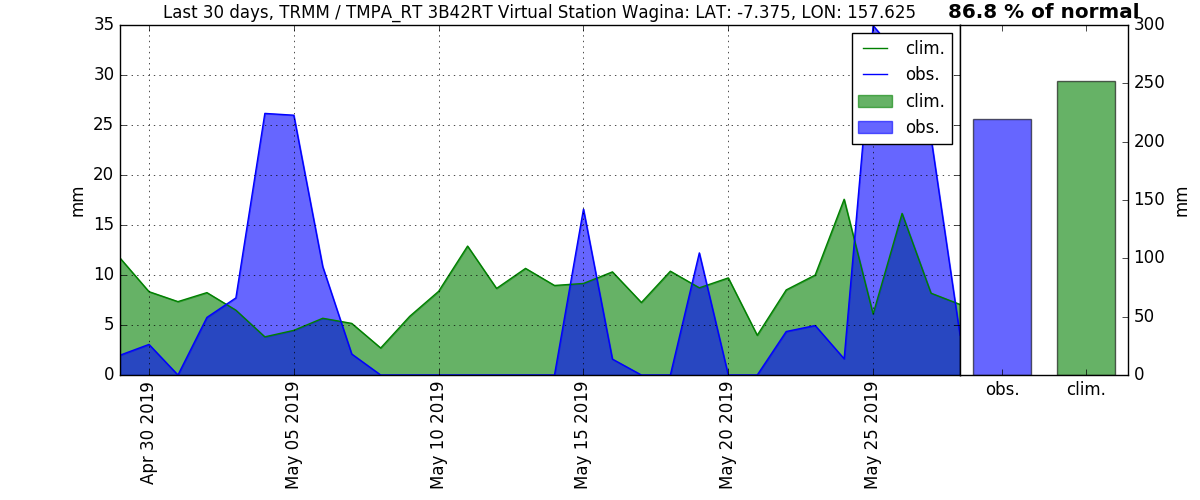 Last 30 days, TRMM / TMPA_RT 3B42RT Virtual Station Wagina: LAT: -7.375, LON: 157.625
86.8 % of normal
35
30
25
20
15
10
5
0
mm
clim.
obs.
clim.
obs.
300
250
200
150
100
50
0
mm
obs.
clim.
Apr 30 2019
May 05 2019
May 10 2019
May 15 2019
May 20 2019
May 25 2019